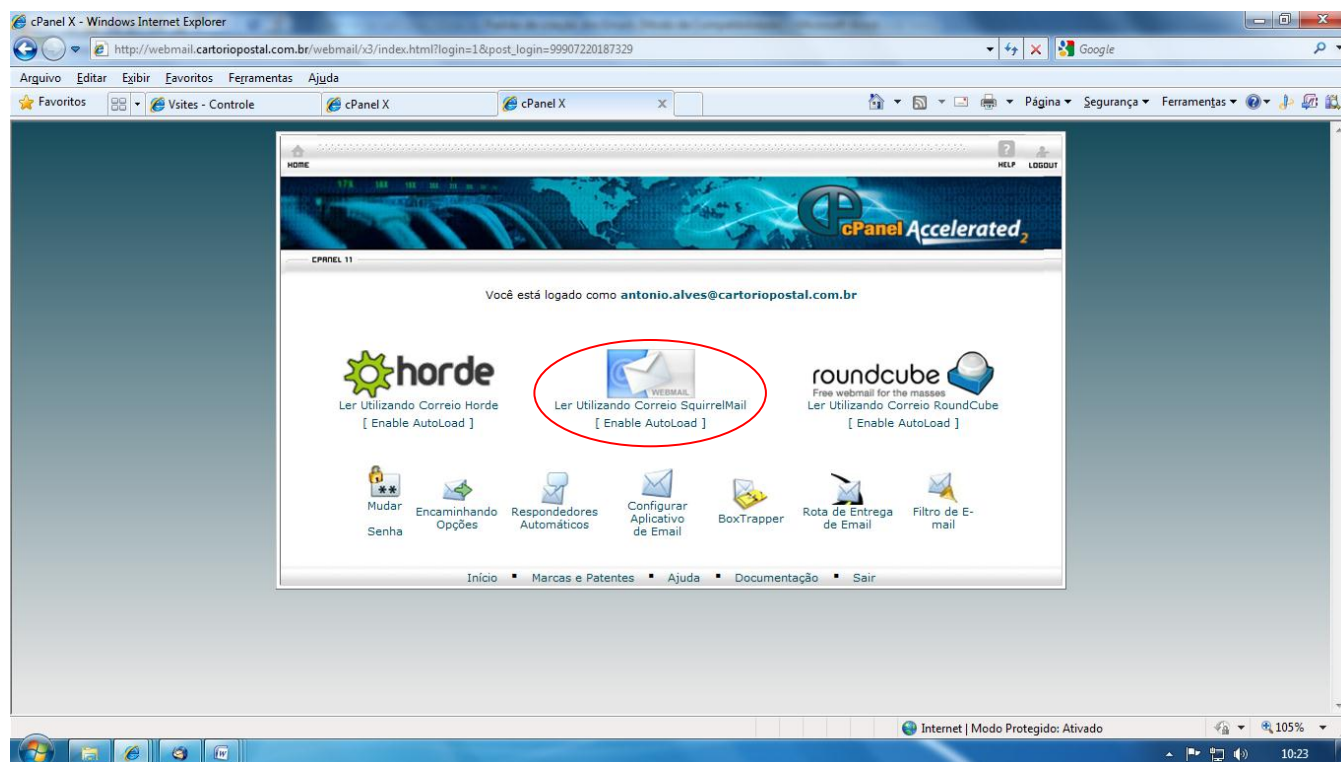 cPanel X - Windows Internet Explorer
http://webmail.cartoriopostal.com.br/webmail/x3/index.html?login=1&post_login=99907220187329
Google
Arquivo Editar Exibir Favoritos Ferramentas Ajuda
Favoritos Vsites - Controle cPanel X cPanel X Página Segurança Ferramentas
HOME HELP LOGOUT
cPanel Accelerated2
CPANEL 11
Você está logado como antonio.alves@cartoriopostal.com.br
horde
WEBMAIL
roundcube
Free webmail for the masses
Ler Utilizando Correio Horde Ler Utilizando Correio SquirrelMail Ler Utilizando Correio RoundCube
[ Enable AutoLoad ] [ Enable AutoLoad ] [ Enable AutoLoad ]
Mudar
Senha
Encaminhando
Opções
Respondedores
Automáticos
Configurar
Aplicativo
de Email
BoxTrapper
Rota de Entrega
de Email
Filtro de E-
mail
Início Marcas e Patentes Ajuda Documentação Sair
Internet | Modo Protegido: Ativado 105%
10:23